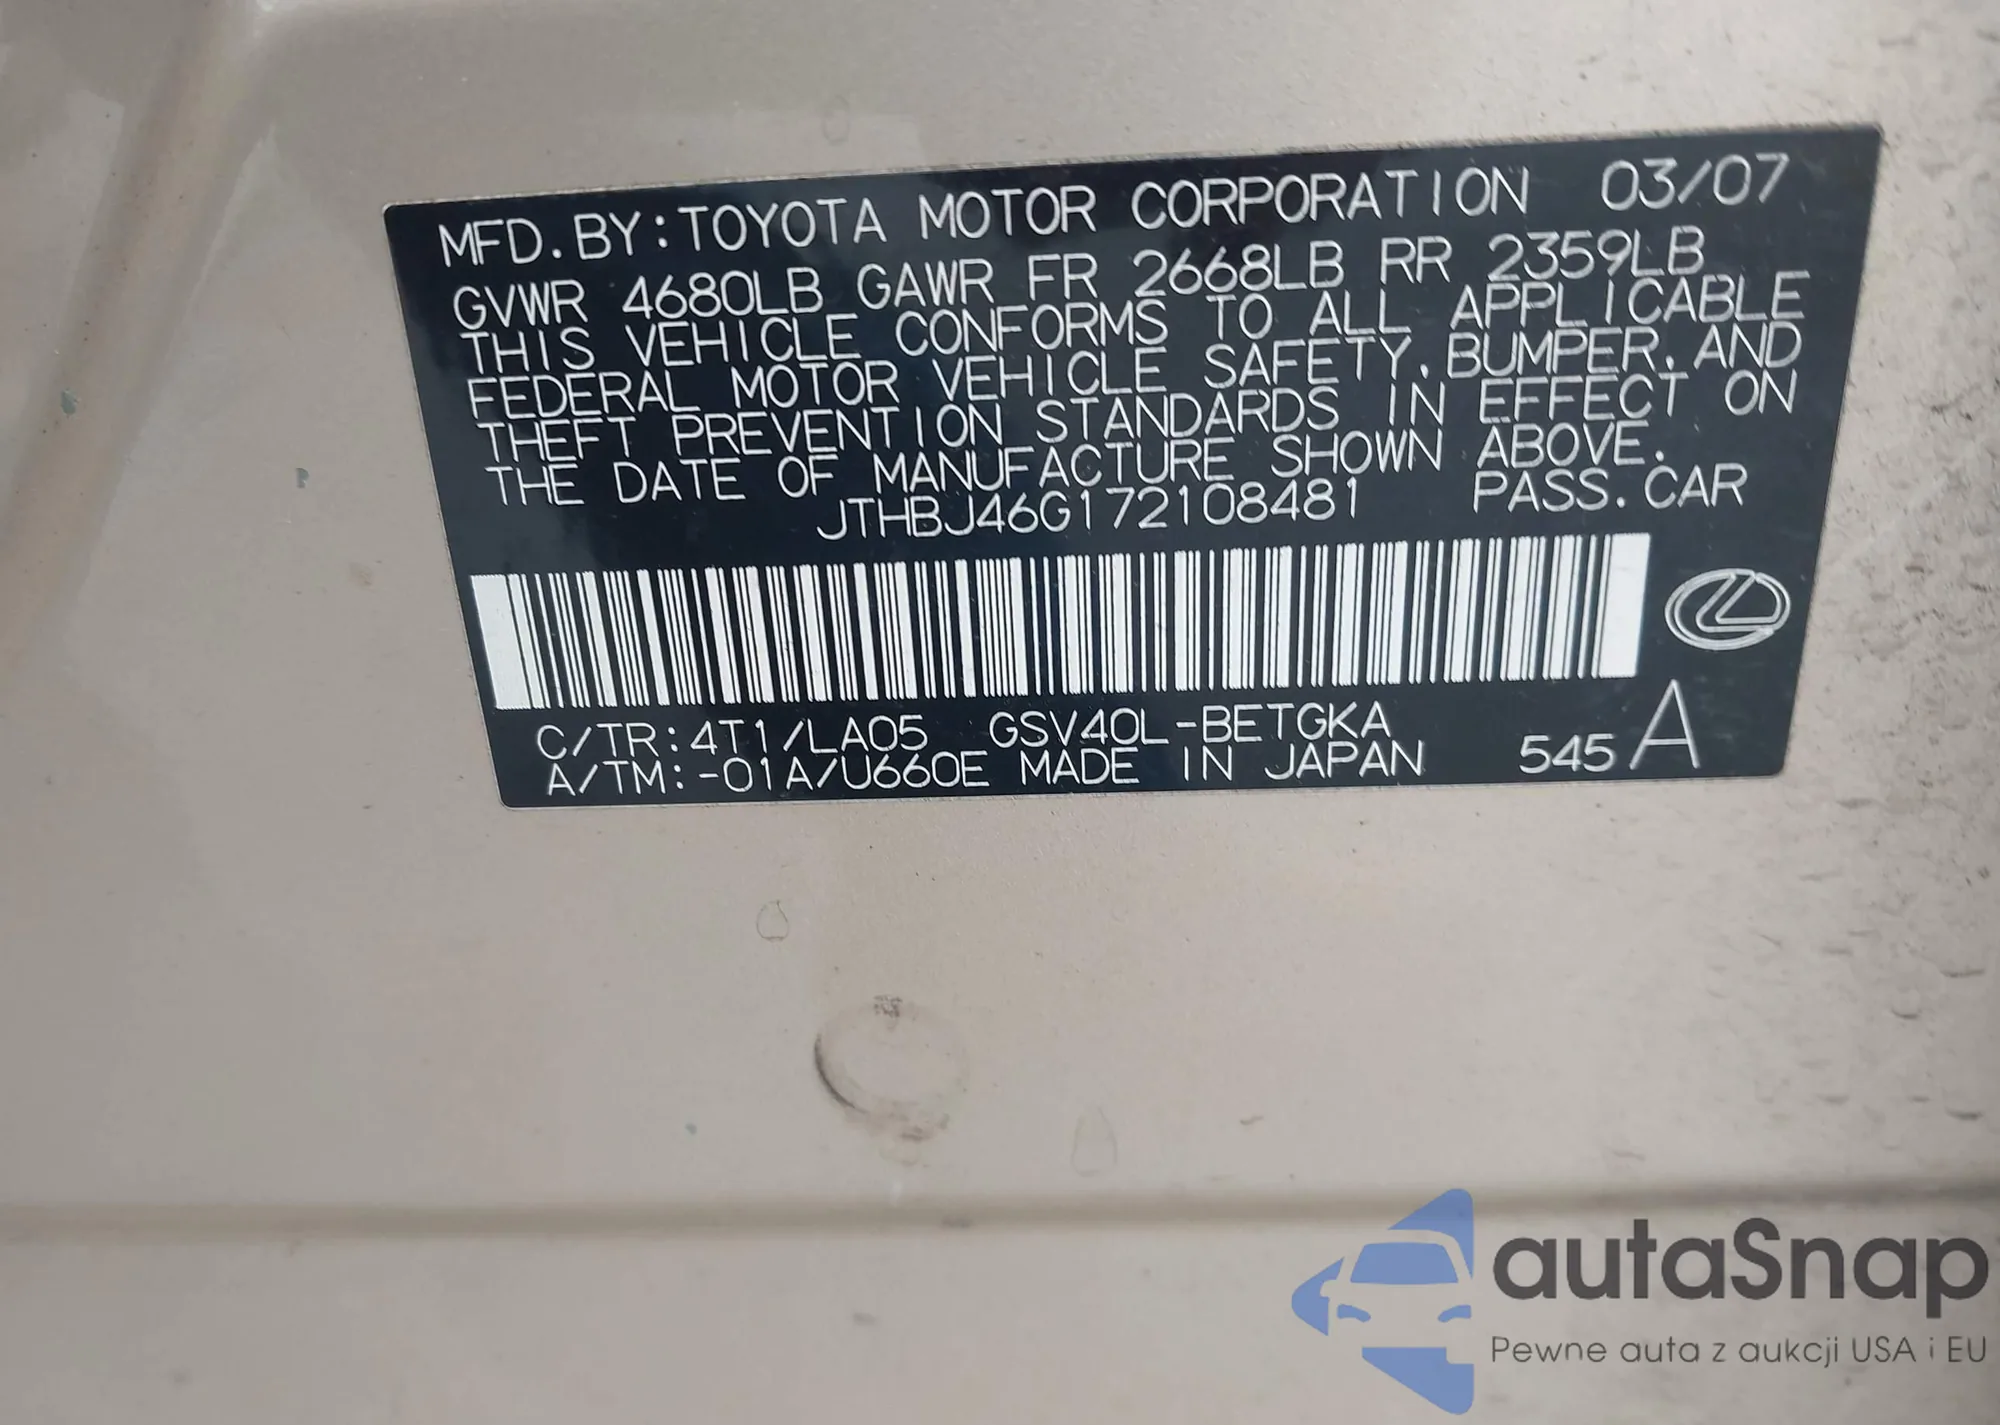 MFD. BY: TOYOTA MOTOR CORPORATION 03/07
GVWR 4680LB GAWR FR 2668LB RR 2359LB
THIS VEHICLE CONFORMS TO ALL APPLICABLE
FEDERAL MOTOR VEHICLE SAFETY, BUMPER, AND
THEFT PREVENTION STANDARDS IN EFFECT ON
THE DATE OF MANUFACTURE SHOWN ABOVE.
JTHBJ46G172108481 PASS. CAR
C/TR: 4T1/LA05 GSV40L-BETGKA
A/TM: -01A/U660E MADE IN JAPAN 545 A
autaSnap
Pewne auta z aukcji USA i EU